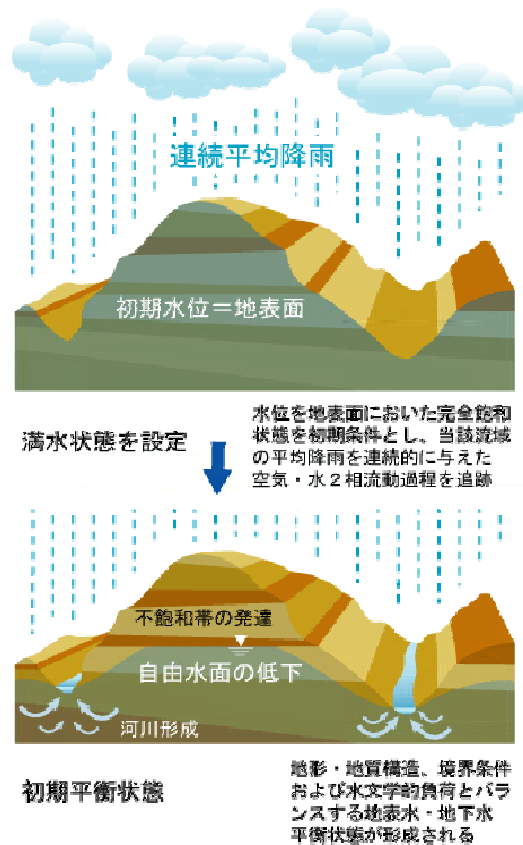 連続平均降雨
初期水位＝地表面
満水状態を設定
水位を地表面においた完全飽和
状態を初期条件とし、当該流域
の平均降雨を連続的に与えた
空気・水２相流動過程を追跡
不飽和帯の発達
自由水面の低下
河川形成
初期平衡状態
地形・地質構造、境界条件
および水文学的負荷とバラ
ンスする地表水・地下水
平衡状態が形成される